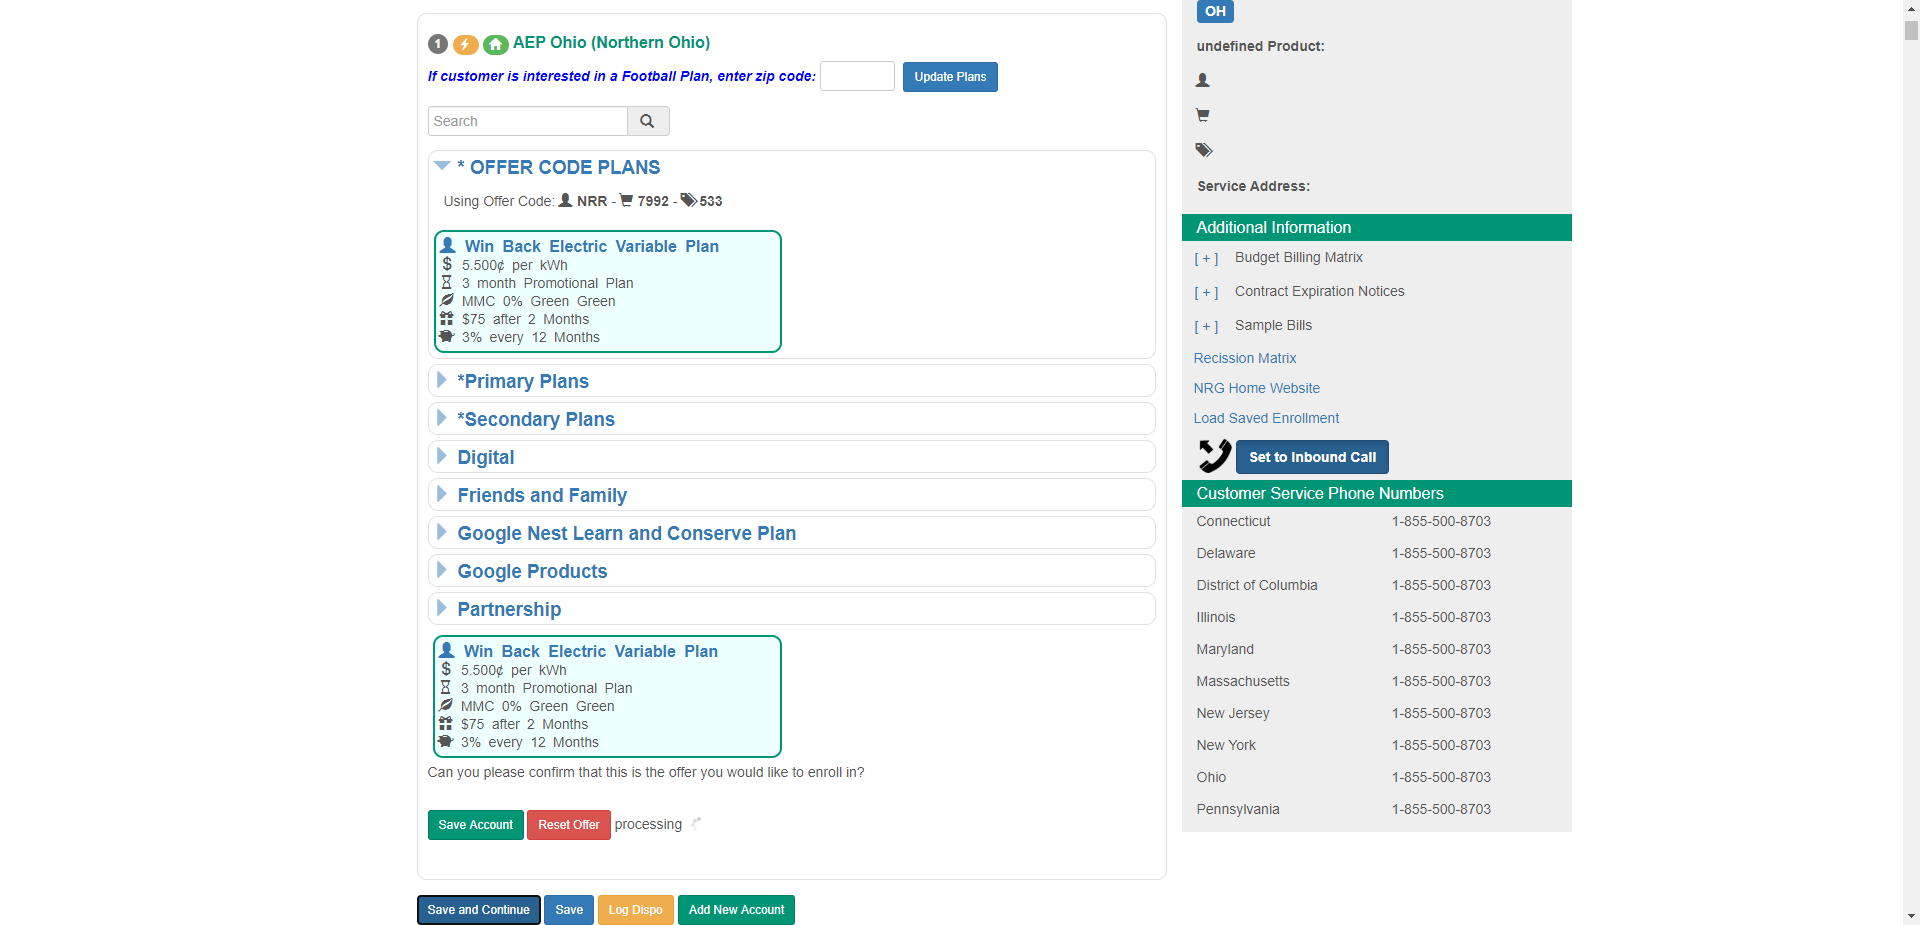 1 AEP Ohio (Northern Ohio)
If customer is interested in a Football Plan, enter zip code: Update Plans
Search
* OFFER CODE PLANS
Using Offer Code: NRR - 7992 - 533
Win Back Electric Variable Plan
$ 5.500¢ per kWh
3 month Promotional Plan
MMC 0% Green Green
$75 after 2 Months
3% every 12 Months
*Primary Plans
*Secondary Plans
Digital
Friends and Family
Google Nest Learn and Conserve Plan
Google Products
Partnership
Win Back Electric Variable Plan
$ 5.500¢ per kWh
3 month Promotional Plan
MMC 0% Green Green
$75 after 2 Months
3% every 12 Months
Can you please confirm that this is the offer you would like to enroll in?
Save Account Reset Offer processing
Save and Continue Save Log Dispo Add New Account
OH
undefined Product:
Service Address:
Additional Information
[ + ] Budget Billing Matrix
[ + ] Contract Expiration Notices
[ + ] Sample Bills
Recission Matrix
NRG Home Website
Load Saved Enrollment
Set to Inbound Call
Customer Service Phone Numbers
Connecticut 1-855-500-8703
Delaware 1-855-500-8703
District of Columbia 1-855-500-8703
Illinois 1-855-500-8703
Maryland 1-855-500-8703
Massachusetts 1-855-500-8703
New Jersey 1-855-500-8703
New York 1-855-500-8703
Ohio 1-855-500-8703
Pennsylvania 1-855-500-8703